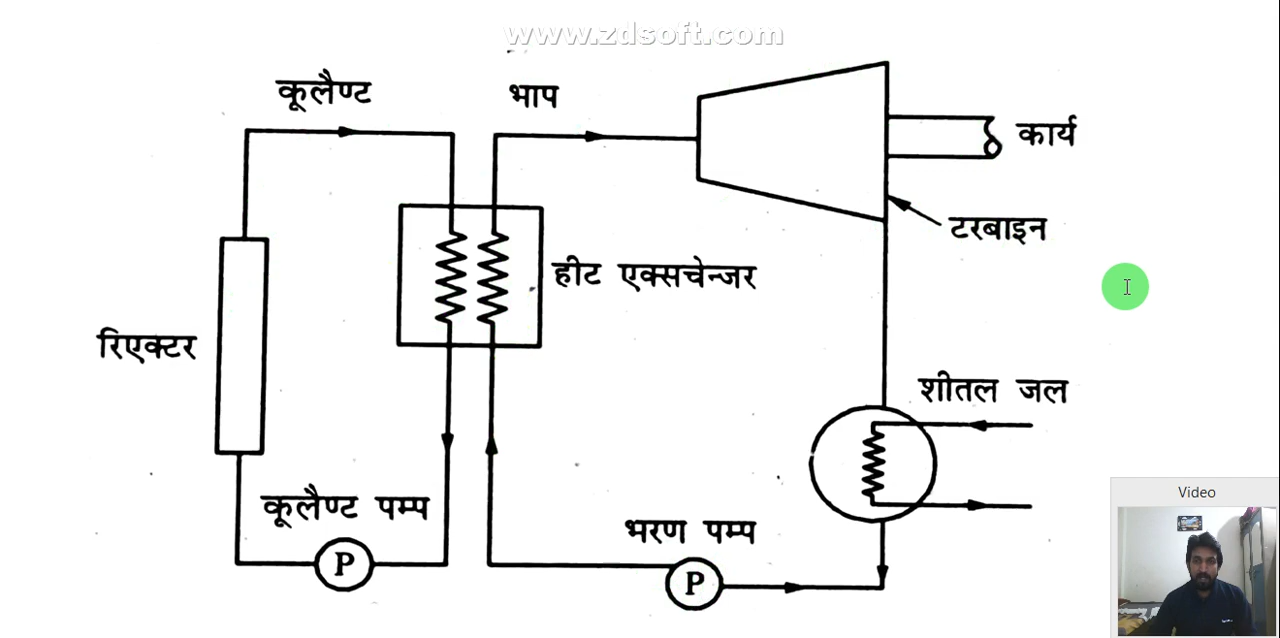 www.zdsoft.com
कूलैण्ट
भाप
कार्य
टरबाइन
हीट एक्सचेन्जर
रिएक्टर
शीतल जल
कूलैण्ट पम्प
भरण पम्प
P
P
Video